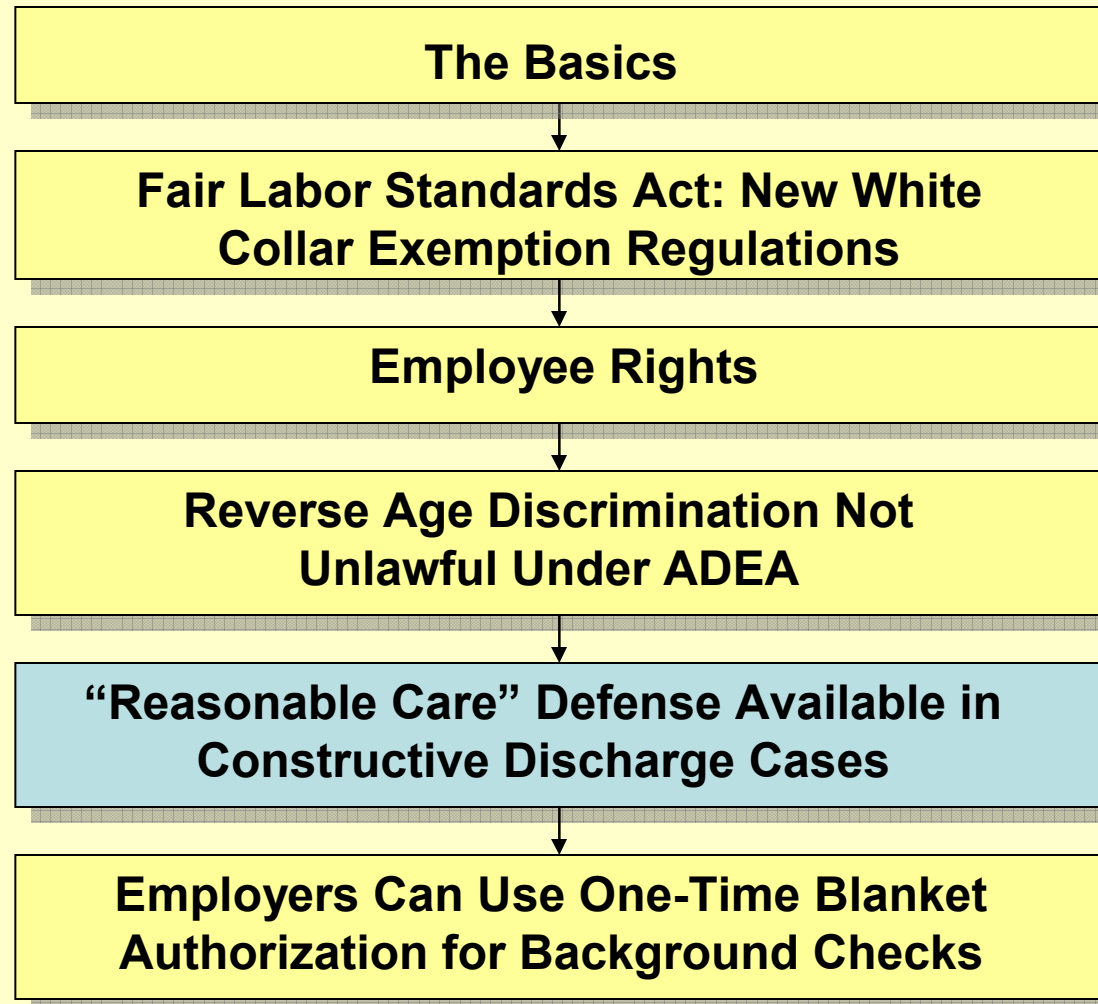 The Basics
Fair Labor Standards Act: New White
Collar Exemption Regulations
Employee Rights
Reverse Age Discrimination Not
Unlawful Under ADEA
“Reasonable Care” Defense Available in
Constructive Discharge Cases
Employers Can Use One-Time Blanket
Authorization for Background Checks